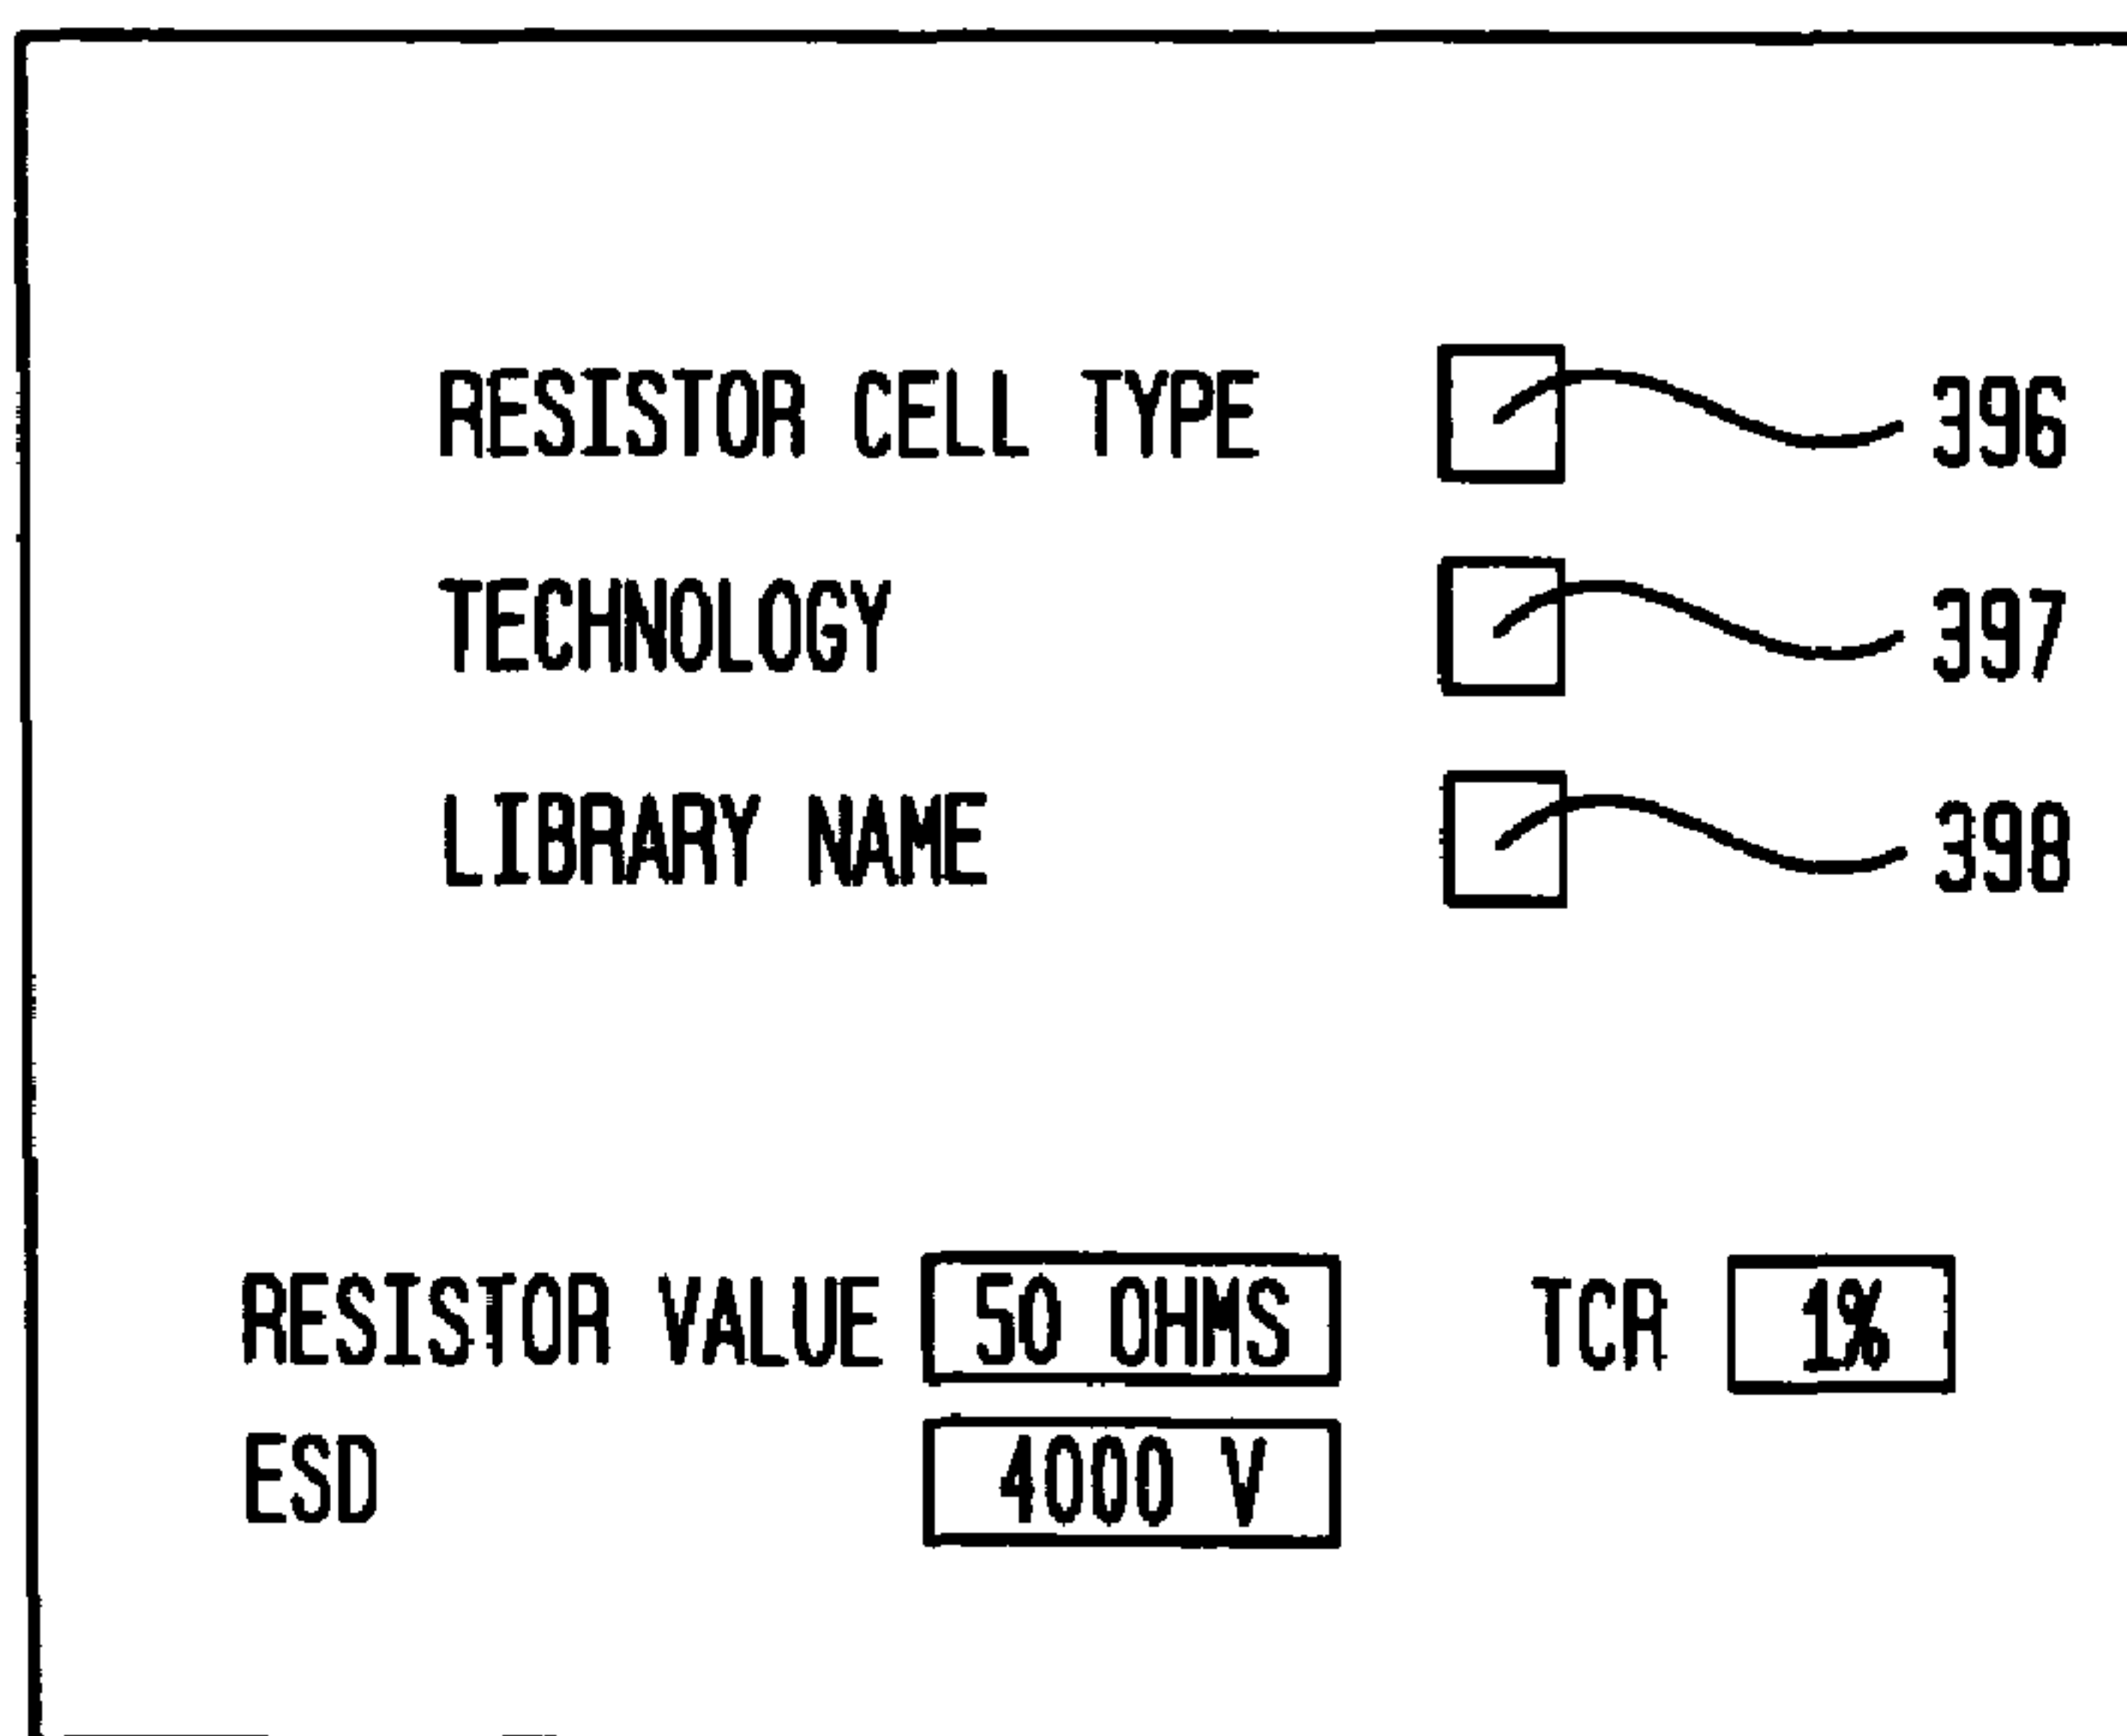 RESISTOR CELL TYPE 396
TECHNOLOGY 397
LIBRARY NAME 398
RESISTOR VALUE 50 OHMS TCR 1%
ESD 4000 V